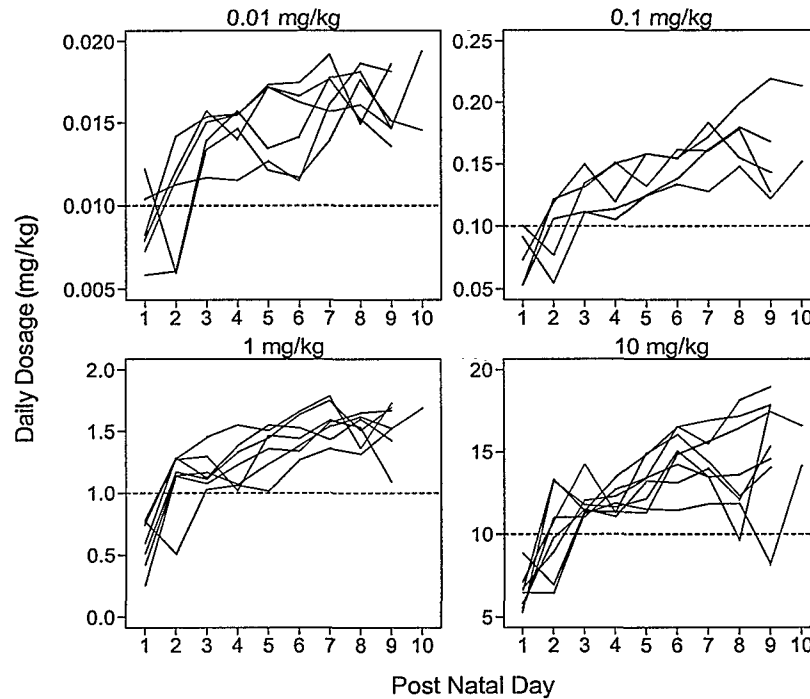 0.01 mg/kg
0.1 mg/kg
0.020
0.015
0.010
0.005
0.25
0.20
0.15
0.10
0.05
1 2 3 4 5 6 7 8 9 10
1 2 3 4 5 6 7 8 9 10
1 mg/kg
10 mg/kg
2.0
1.5
1.0
0.5
0.0
20
15
10
5
1 2 3 4 5 6 7 8 9 10
1 2 3 4 5 6 7 8 9 10
Daily Dosage (mg/kg)
Post Natal Day